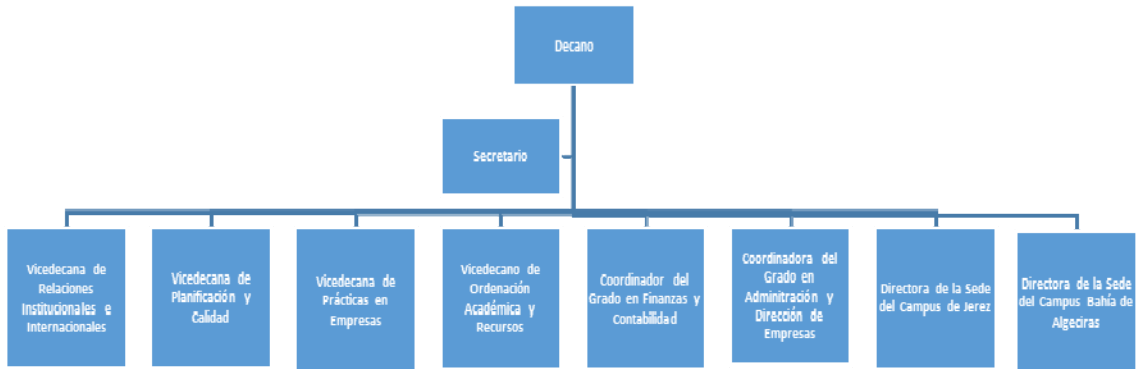 Decano
Secretario
Vicedecana de
Relaciones
Institucionales e
Internacionales
Vicedecana de
Planificación y
Calidad
Vicedecana de
Prácticas en
Empresas
Vicedecano de
Ordenación
Académica y
Recursos
Coordinador del
Grado en Finanzas y
Contabilidad
Coordinadora del
Grado en
Adminitración y
Dirección de
Empresas
Directora de la Sede
del Campus de Jerez
Directora de la Sede
del Campus Bahía de
Algeciras